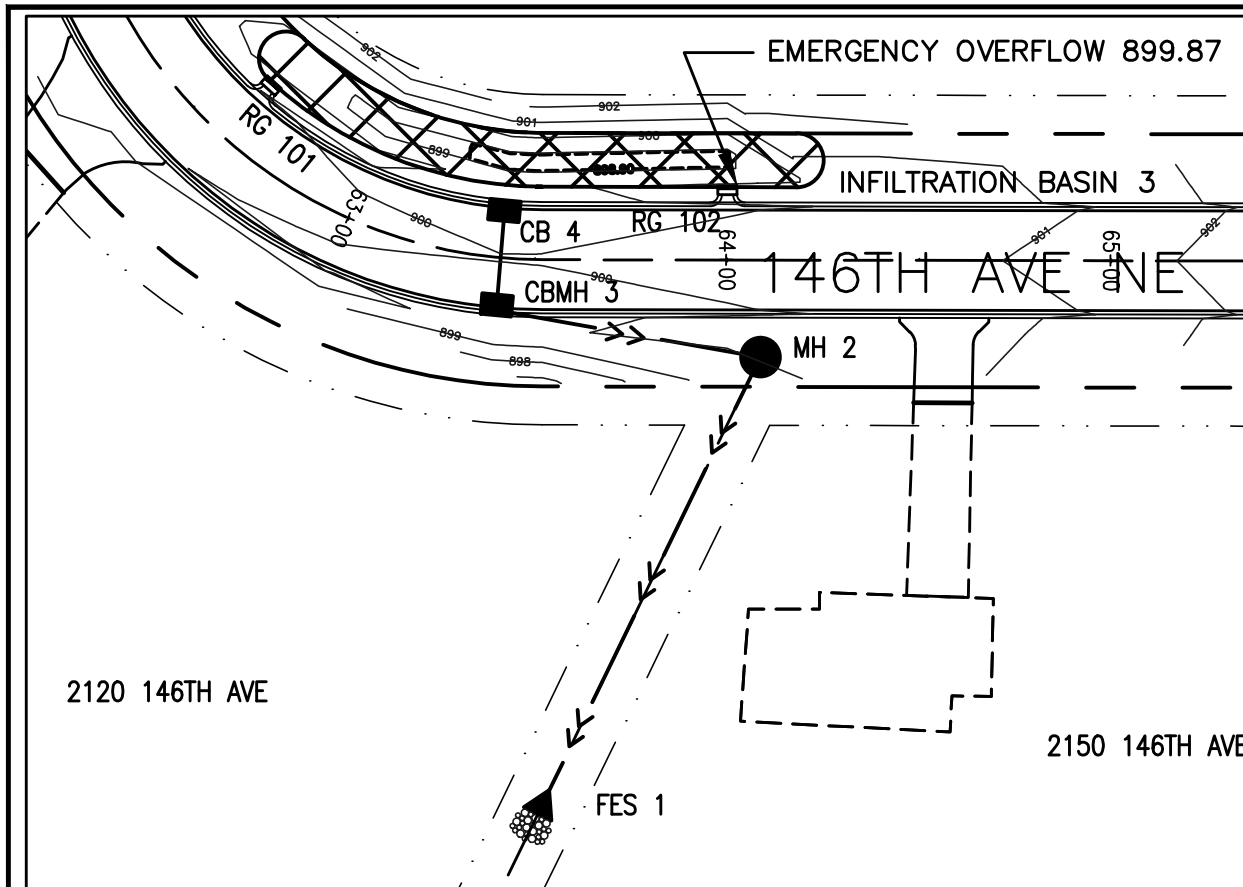 EMERGENCY OVERFLOW 899.87
902
902
901
900
899
RG 101
INFILTRATION BASIN 3
63+00
900
CB 4
RG 102
64+00
901
65+00
902
146TH AVE NE
900
CBMH 3
899
898
MH 2
2120 146TH AVE
2150 146TH AVE
FES 1